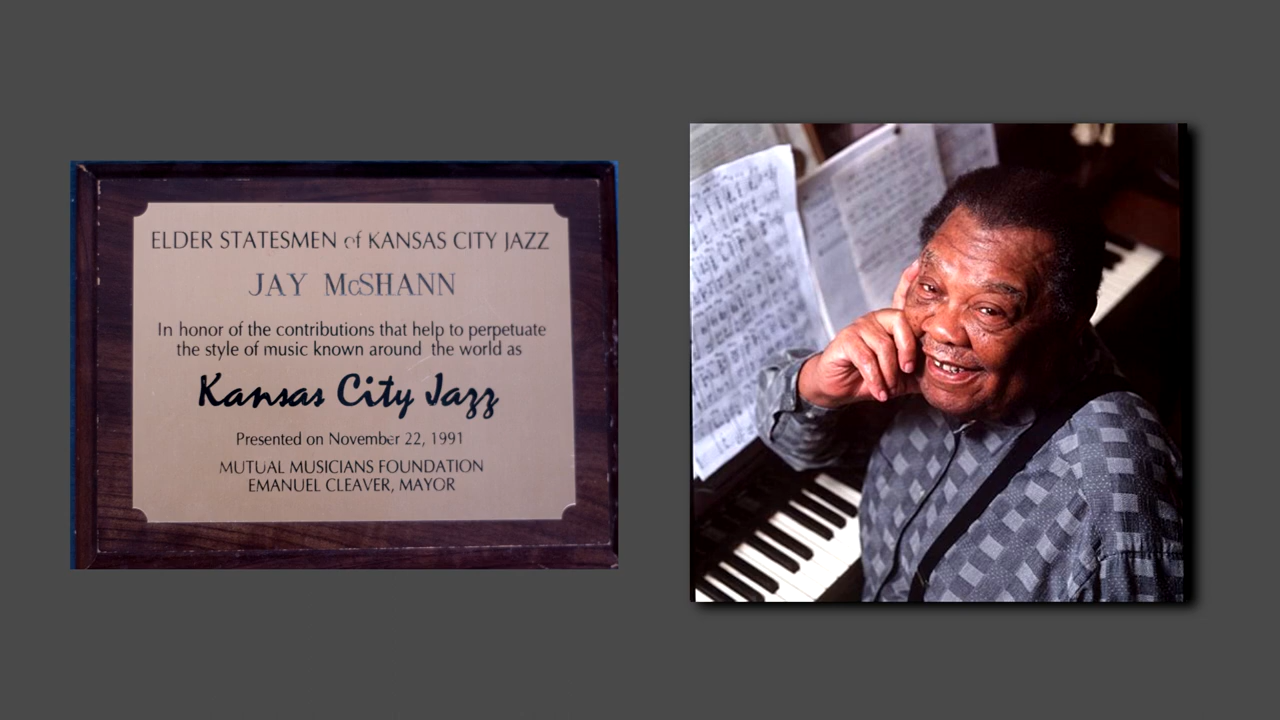 ELDER STATESMEN of KANSAS CITY JAZZ
JAY McSHANN
In honor of the contributions that help to perpetuate
the style of music known around the world as
Kansas City Jazz
Presented on November 22, 1991
MUTUAL MUSICIANS FOUNDATION
EMANUEL CLEAVER, MAYOR